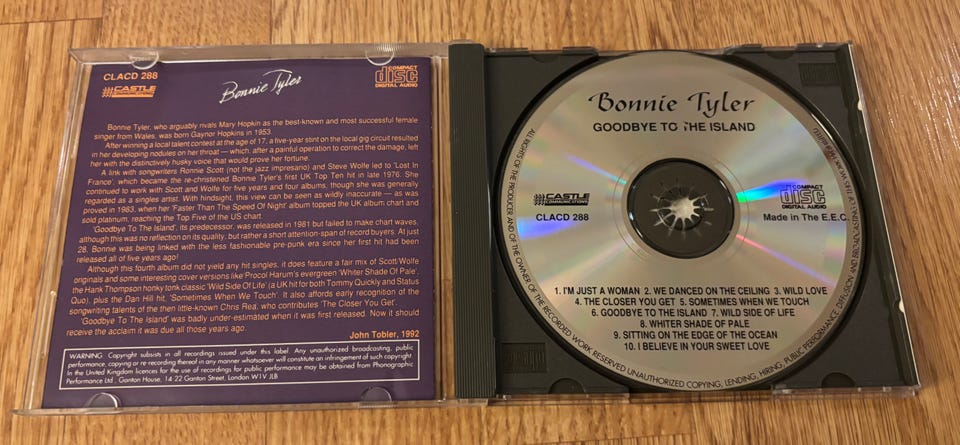 CLACD 288
CASTLE
COMMUNICATIONS
Bonnie Tyler
COMPACT
disc
DIGITAL AUDIO
Bonnie Tyler, who arguably rivals Mary Hopkin as the best-known and most successful female
singer from Wales, was born Gaynor Hopkins in 1953.
After winning a local talent contest at the age of 17, a five-year stint on the local gig circuit resulted
in her developing nodules on her throat — which, after a painful operation to correct the damage, left
her with the distinctively husky voice that would prove her fortune.
A link with songwriters Ronnie Scott (not the jazz impresario) and Steve Wolfe led to 'Lost In
France', which became the re-christened Bonnie Tyler's first UK Top Ten hit in late 1976. She
continued to work with Scott and Wolfe for five years and four albums, though she was generally
regarded as a singles artist. With hindsight, this view can be seen as wildly inaccurate — as was
proved in 1983, when her 'Faster Than The Speed Of Night' album topped the UK album chart and
sold platinum, reaching the Top Five of the US chart.
'Goodbye To The Island', its predecessor, was released in 1981 but failed to make chart waves,
although this was no reflection on its quality, but rather a short attention-span of record buyers. At just
28, Bonnie was being linked with the less fashionable pre-punk era since her first hit had been
released all of five years ago!
Although this fourth album did not yield any hit singles, it does feature a fair mix of Scott/Wolfe
originals and some interesting cover versions like Procol Harum's evergreen 'Whiter Shade Of Pale',
the Hank Thompson honky tonk classic 'Wild Side Of Life' (a UK hit for both Tommy Quickly and Status
Quo), plus the Dan Hill hit, 'Sometimes When We Touch'. It also affords early recognition of the
songwriting talents of the then little-known Chris Rea, who contributes 'The Closer You Get'.
'Goodbye To The Island' was badly under-estimated when it was first released. Now it should
receive the acclaim it was due all those years ago.
John Tobler, 1992
WARNING: Copyright subsists in all recordings issued under this label. Any unauthorised broadcasting, public
performance, copying or re-recording thereof in any manner whatsoever will constitute an infringement of such copyright.
In the United Kingdom licences for the use of recordings for public performance may be obtained from Phonographic
Performance Ltd., Ganton House, 14-22 Ganton Street, London W1V 1LB
Bonnie Tyler
GOODBYE TO THE ISLAND
CASTLE
COMMUNICATIONS
CLACD 288
COMPACT
disc
DIGITAL AUDIO
Made in The E.E.C.
1. I'M JUST A WOMAN 2. WE DANCED ON THE CEILING 3. WILD LOVE
4. THE CLOSER YOU GET 5. SOMETIMES WHEN WE TOUCH
6. GOODBYE TO THE ISLAND 7. WILD SIDE OF LIFE
8. WHITER SHADE OF PALE
9. SITTING ON THE EDGE OF THE OCEAN
10. I BELIEVE IN YOUR SWEET LOVE
ALL RIGHTS OF THE PRODUCER AND OF THE OWNER OF THE RECORDED WORK RESERVED UNAUTHORIZED COPYING, LENDING, HIRING, PUBLIC PERFORMANCE, DIFFUSION AND BROADCASTING